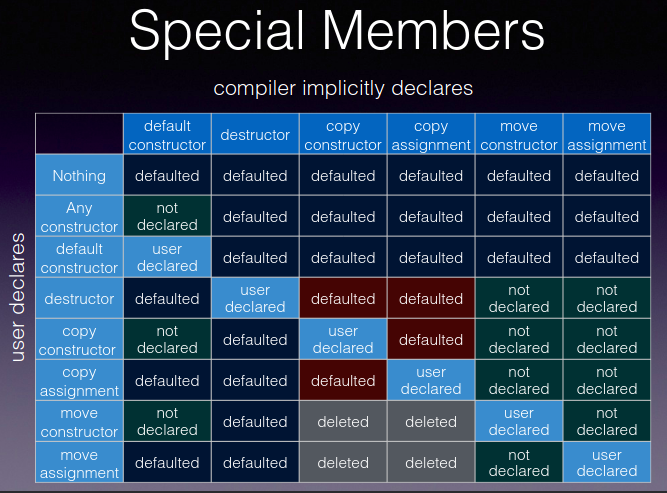 Special Members
compiler implicitly declares
user declares
default constructor destructor copy constructor copy assignment move constructor move assignment
Nothing defaulted defaulted defaulted defaulted defaulted defaulted
Any constructor not declared defaulted defaulted defaulted defaulted defaulted
default constructor user declared defaulted defaulted defaulted defaulted defaulted
destructor defaulted user declared defaulted defaulted not declared not declared
copy constructor not declared defaulted user declared defaulted not declared not declared
copy assignment defaulted defaulted defaulted user declared not declared not declared
move constructor not declared defaulted deleted deleted user declared not declared
move assignment defaulted defaulted deleted deleted not declared user declared